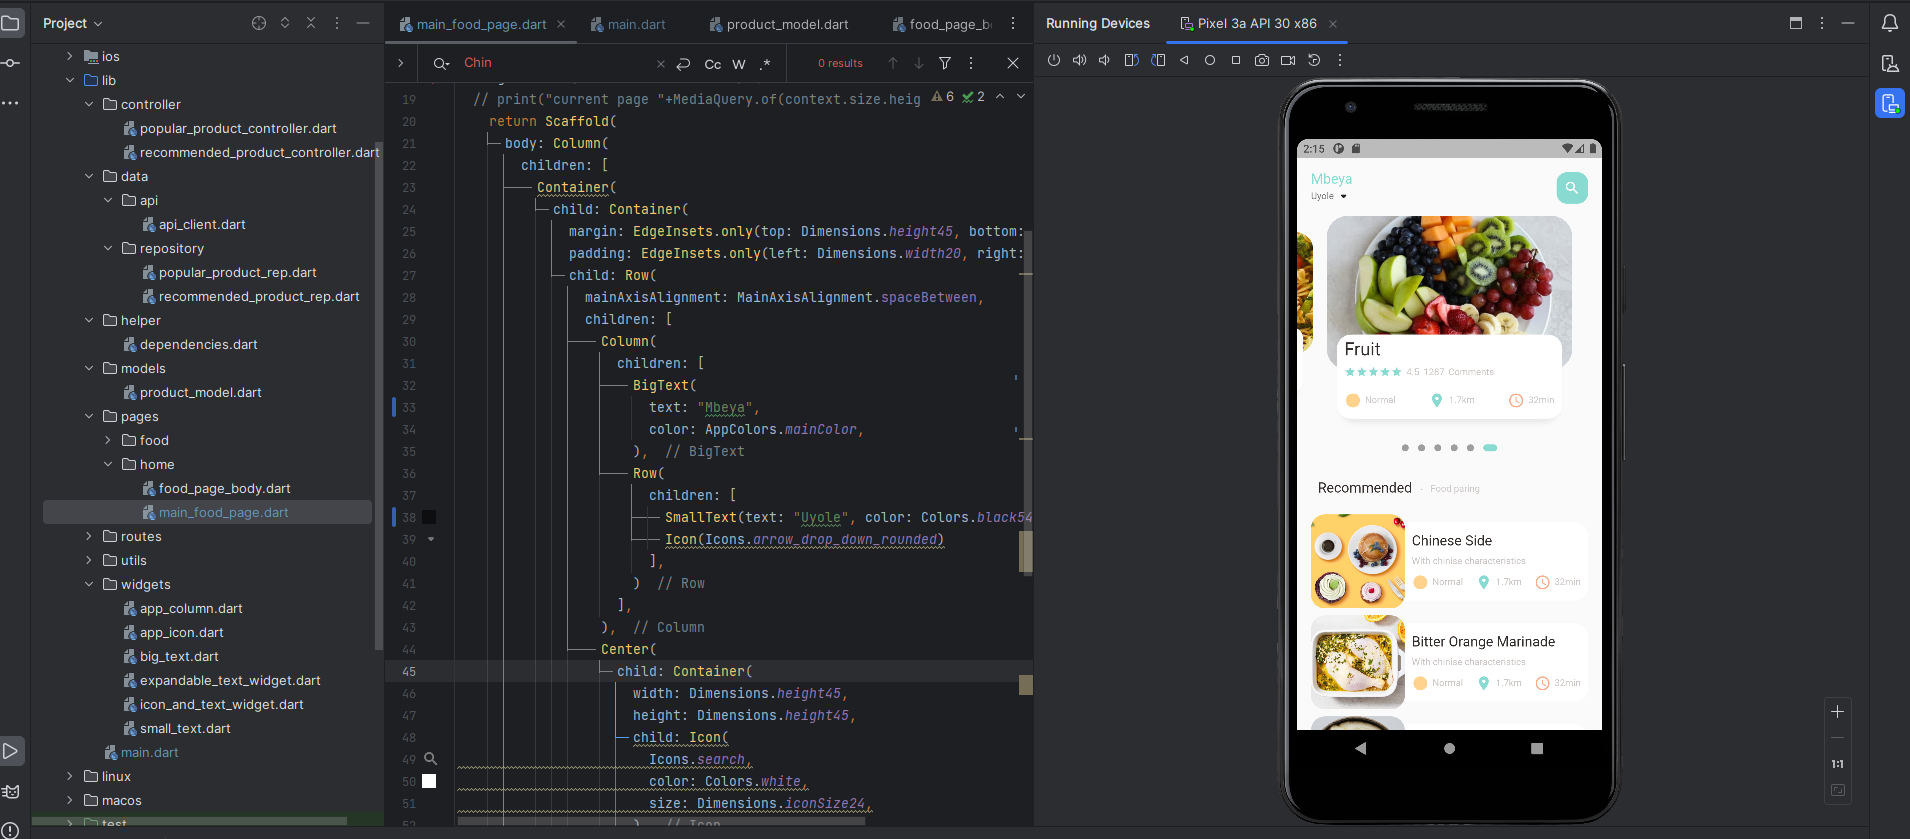 Project
ios
lib
controller
popular_product_controller.dart
recommended_product_controller.dart
data
api
api_client.dart
repository
popular_product_rep.dart
recommended_product_rep.dart
helper
dependencies.dart
models
product_model.dart
pages
food
home
food_page_body.dart
main_food_page.dart
routes
utils
widgets
app_column.dart
app_icon.dart
big_text.dart
expandable_text_widget.dart
icon_and_text_widget.dart
small_text.dart
main.dart
linux
macos
test
main_food_page.dart
main.dart
product_model.dart
food_page_b
Chin
Cc W .*
0 results
6 2
19 // print("current page "+MediaQuery.of(context.size.heig
20 return Scaffold(
21 body: Column(
22 children: [
23 Container(
24 child: Container(
25 margin: EdgeInsets.only(top: Dimensions.height45, bottom:
26 padding: EdgeInsets.only(left: Dimensions.width20, right:
27 child: Row(
28 mainAxisAlignment: MainAxisAlignment.spaceBetween,
29 children: [
30 Column(
31 children: [
32 BigText(
33 text: "Mbeya",
34 color: AppColors.mainColor,
35 ), // BigText
36 Row(
37 children: [
38 SmallText(text: "Uyole", color: Colors.black54
39 Icon(Icons.arrow_drop_down_rounded)
40 ],
41 ) // Row
42 ],
43 ), // Column
44 Center(
45 child: Container(
46 width: Dimensions.height45,
47 height: Dimensions.height45,
48 child: Icon(
49 Icons.search,
50 color: Colors.white,
51 size: Dimensions.iconSize24,
52 ) // Icon
Running Devices
Pixel 3a API 30 x86
2:15
Mbeya
Uyole
Fruit
4.5 1287 Comments
Normal 1.7km 32min
Recommended · Food paring
Chinese Side
With chinise characteristics
Normal 1.7km 32min
Bitter Orange Marinade
With chinise characteristics
Normal 1.7km 32min
1:1